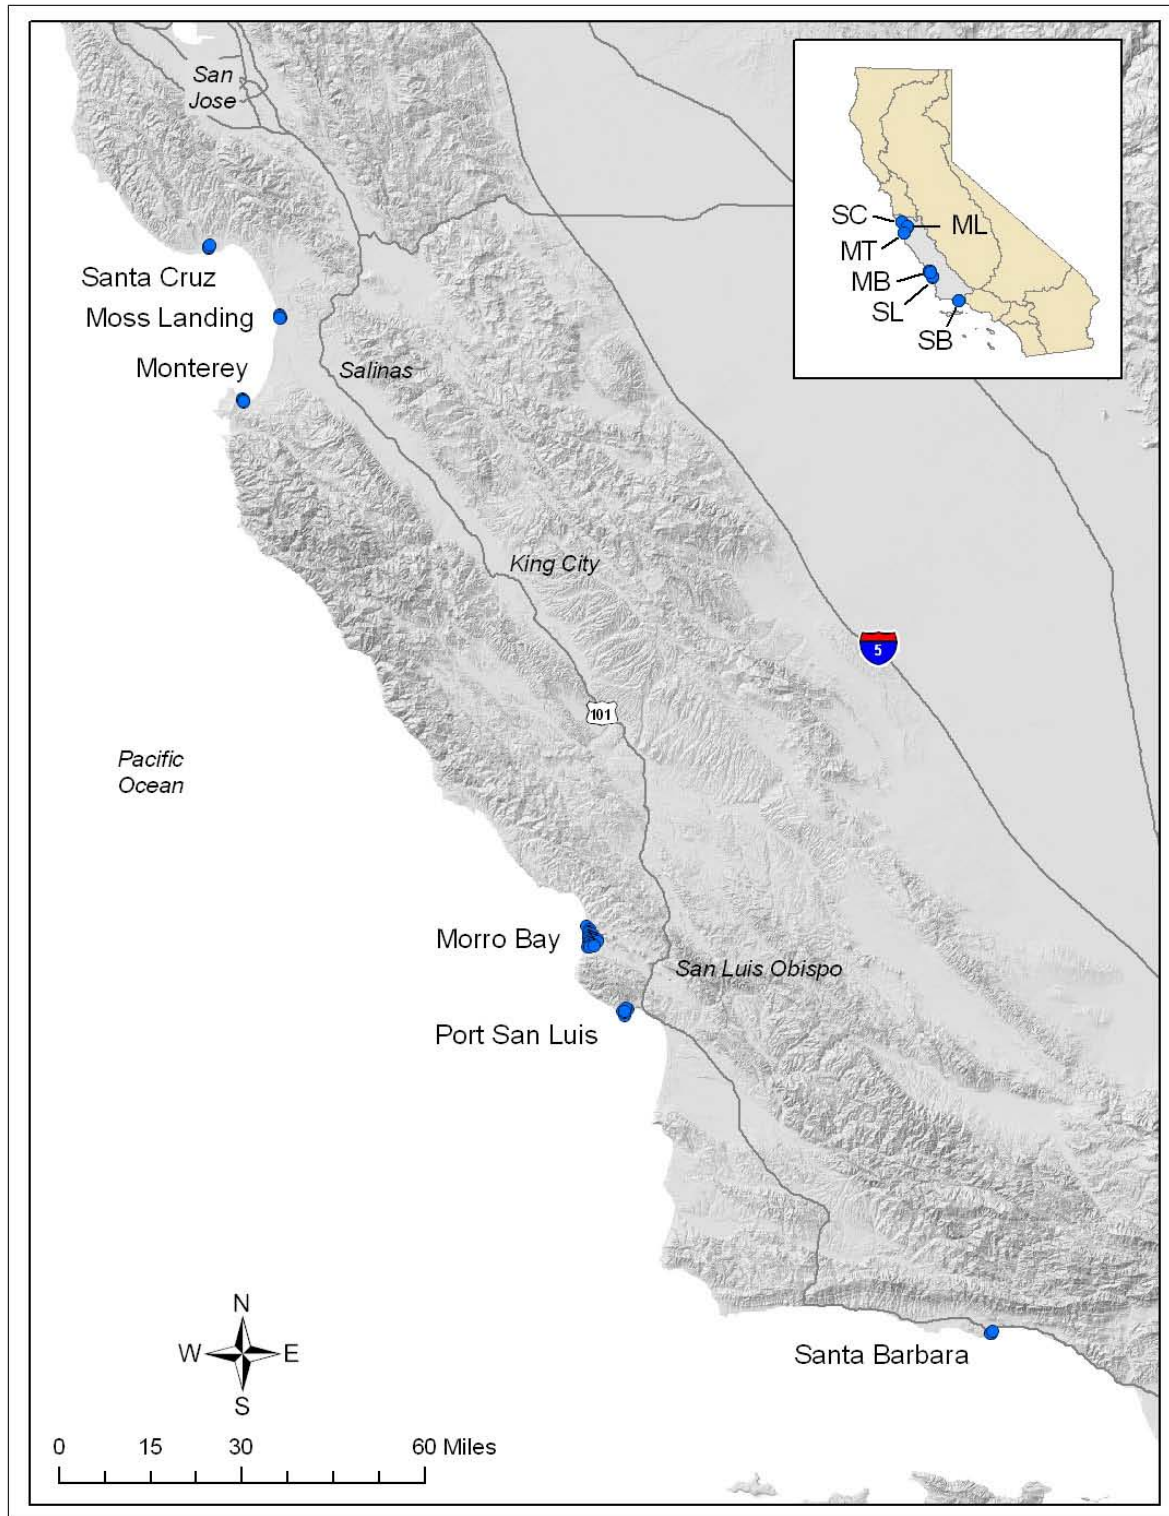 San
Jose
SC
ML
MT
MB
SL
SB
Santa Cruz
Moss Landing
Monterey
Salinas
King City
5
101
Pacific
Ocean
Morro Bay
San Luis Obispo
Port San Luis
Santa Barbara
N
W
E
S
0 15 30 60 Miles